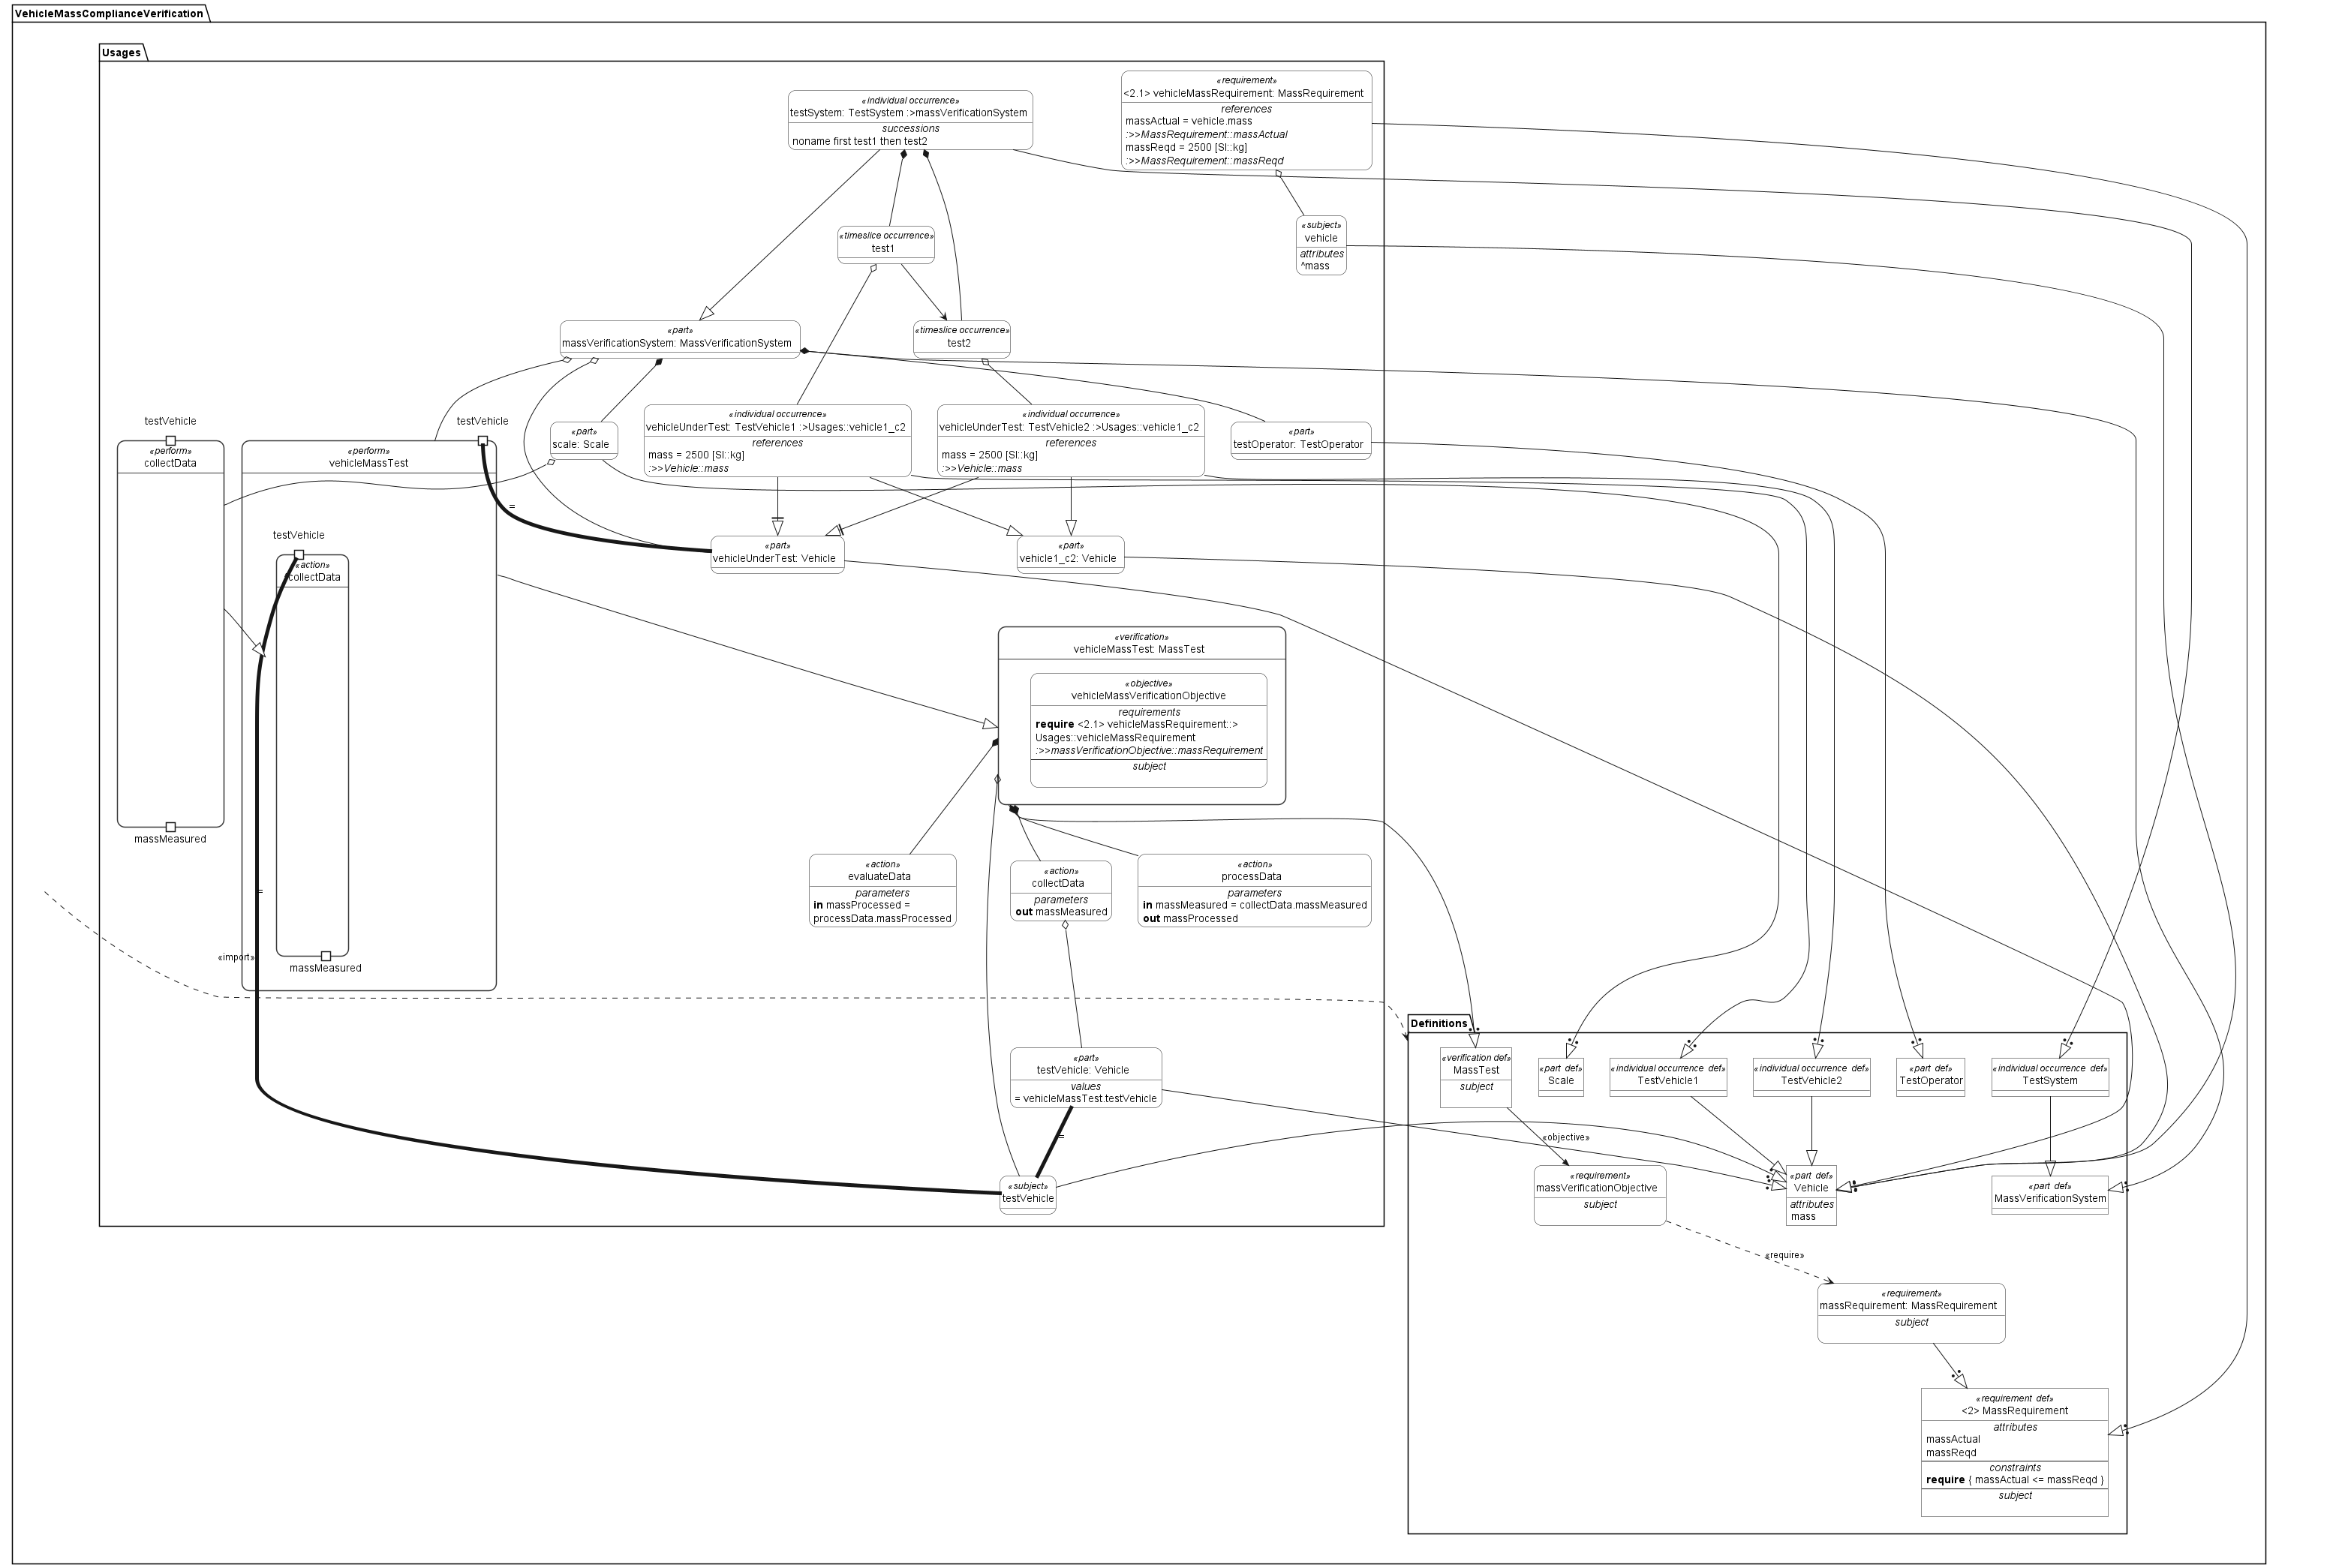 VehicleMassComplianceVerification
Usages
«individual occurrence»
testSystem: TestSystem :>massVerificationSystem
successions
noname first test1 then test2
«requirement»
<2.1> vehicleMassRequirement: MassRequirement
references
massActual = vehicle.mass
:>>MassRequirement::massActual
massReqd = 2500 [SI::kg]
:>>MassRequirement::massReqd
«subject»
vehicle
attributes
^mass
«timeslice occurrence»
test1
«part»
massVerificationSystem: MassVerificationSystem
«timeslice occurrence»
test2
testVehicle
«perform»
collectData
massMeasured
testVehicle
«perform»
vehicleMassTest
testVehicle
«action»
collectData
massMeasured
«part»
scale: Scale
«individual occurrence»
vehicleUnderTest: TestVehicle1 :>Usages::vehicle1_c2
references
mass = 2500 [SI::kg]
:>>Vehicle::mass
«individual occurrence»
vehicleUnderTest: TestVehicle2 :>Usages::vehicle1_c2
references
mass = 2500 [SI::kg]
:>>Vehicle::mass
«part»
testOperator: TestOperator
=
«part»
vehicleUnderTest: Vehicle
«part»
vehicle1_c2: Vehicle
«verification»
vehicleMassTest: MassTest
«objective»
vehicleMassVerificationObjective
requirements
require <2.1> vehicleMassRequirement::>
Usages::vehicleMassRequirement
:>>massVerificationObjective::massRequirement
subject
«action»
evaluateData
parameters
in massProcessed =
processData.massProcessed
«action»
collectData
parameters
out massMeasured
«action»
processData
parameters
in massMeasured = collectData.massMeasured
out massProcessed
=
«import»
«part»
testVehicle: Vehicle
values
= vehicleMassTest.testVehicle
=
«subject»
testVehicle
Definitions
«verification def»
MassTest
subject
«part def»
Scale
«individual occurrence def»
TestVehicle1
«individual occurrence def»
TestVehicle2
«part def»
TestOperator
«individual occurrence def»
TestSystem
«objective»
«requirement»
massVerificationObjective
subject
«part def»
Vehicle
attributes
mass
«part def»
MassVerificationSystem
«require»
«requirement»
massRequirement: MassRequirement
subject
«requirement def»
<2> MassRequirement
attributes
massActual
massReqd
constraints
require { massActual <= massReqd }
subject